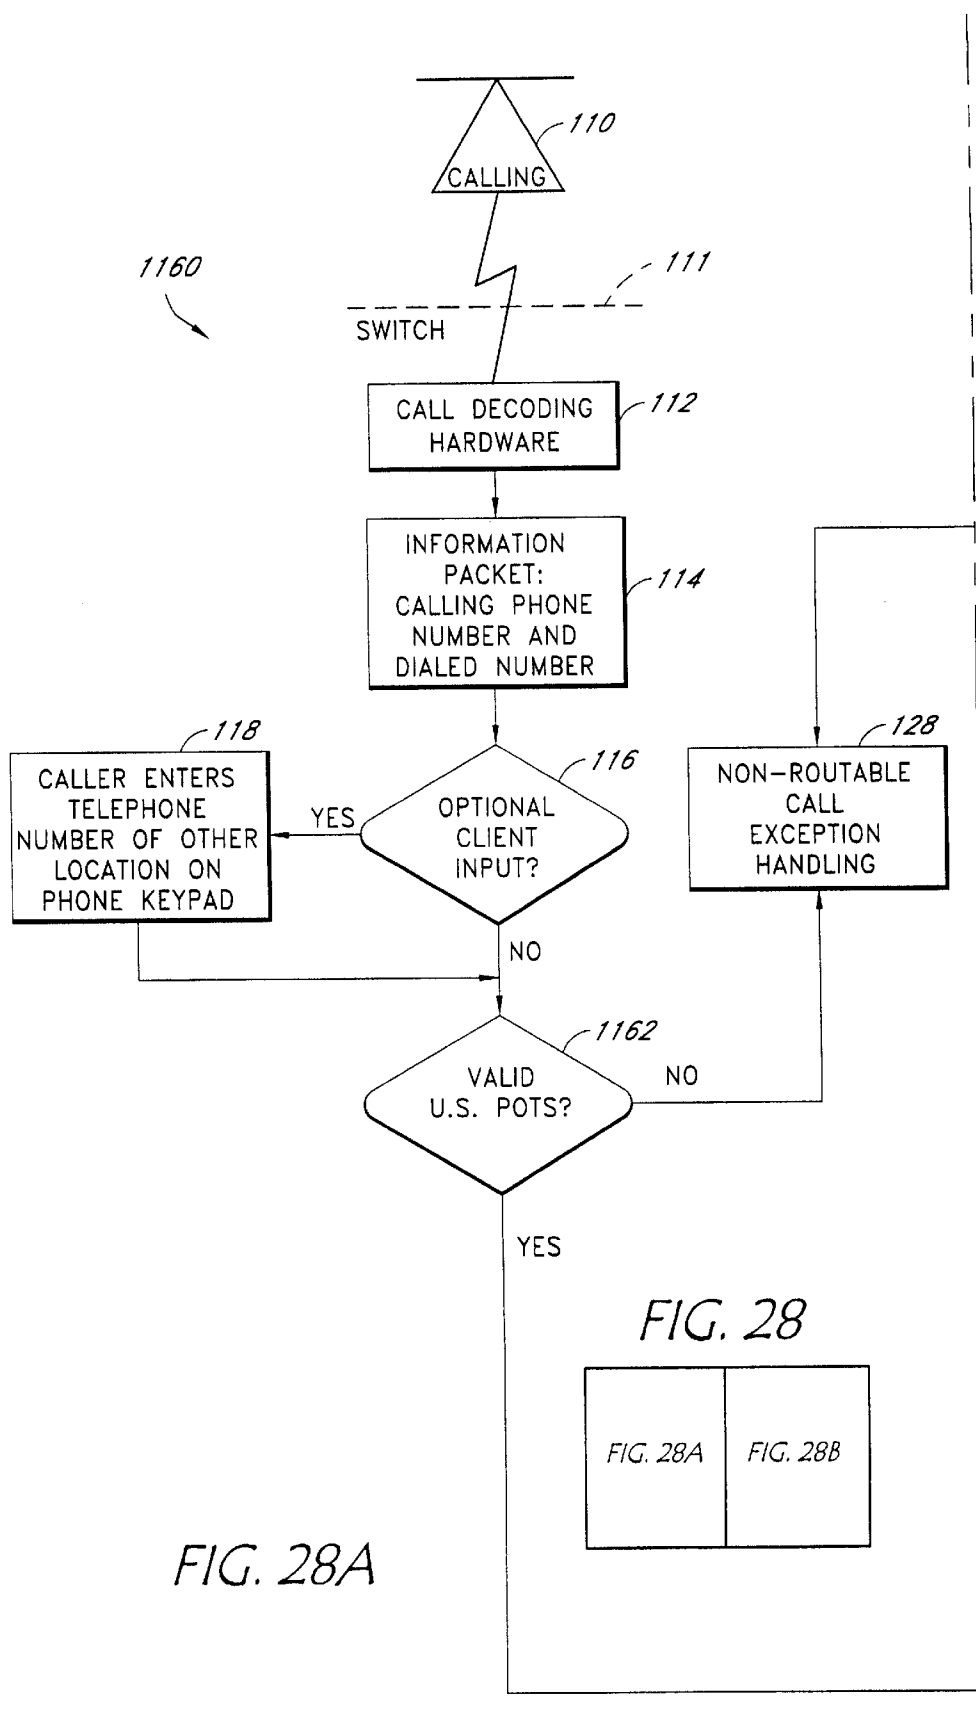 110
CALLING
1160
111
SWITCH
CALL DECODING
HARDWARE
112
INFORMATION
PACKET:
CALLING PHONE
NUMBER AND
DIALED NUMBER
114
118
CALLER ENTERS
TELEPHONE
NUMBER OF OTHER
LOCATION ON
PHONE KEYPAD
YES
116
OPTIONAL
CLIENT
INPUT?
NO
128
NON-ROUTABLE
CALL
EXCEPTION
HANDLING
1162
VALID
U.S. POTS?
NO
YES
FIG. 28
FIG. 28A
FIG. 28B
FIG. 28A